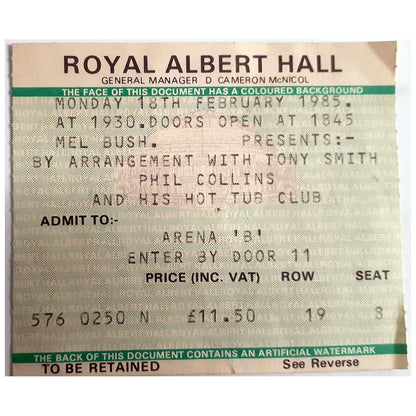 ROYAL ALBERT HALL
GENERAL MANAGER D CAMERON McNICOL
THE FACE OF THIS DOCUMENT HAS A COLOURED BACKGROUND
MONDAY 18TH FEBRUARY 1985.
AT 1930.DOORS OPEN AT 1845
MEL BUSH. PRESENTS:-
BY ARRANGEMENT WITH TONY SMITH
PHIL COLLINS
AND HIS HOT TUB CLUB
ADMIT TO:-
ARENA 'B'
ENTER BY DOOR 11
PRICE (INC. VAT) ROW SEAT
576 0250 N £11.50 19 8
THE BACK OF THIS DOCUMENT CONTAINS AN ARTIFICIAL WATERMARK
TO BE RETAINED See Reverse